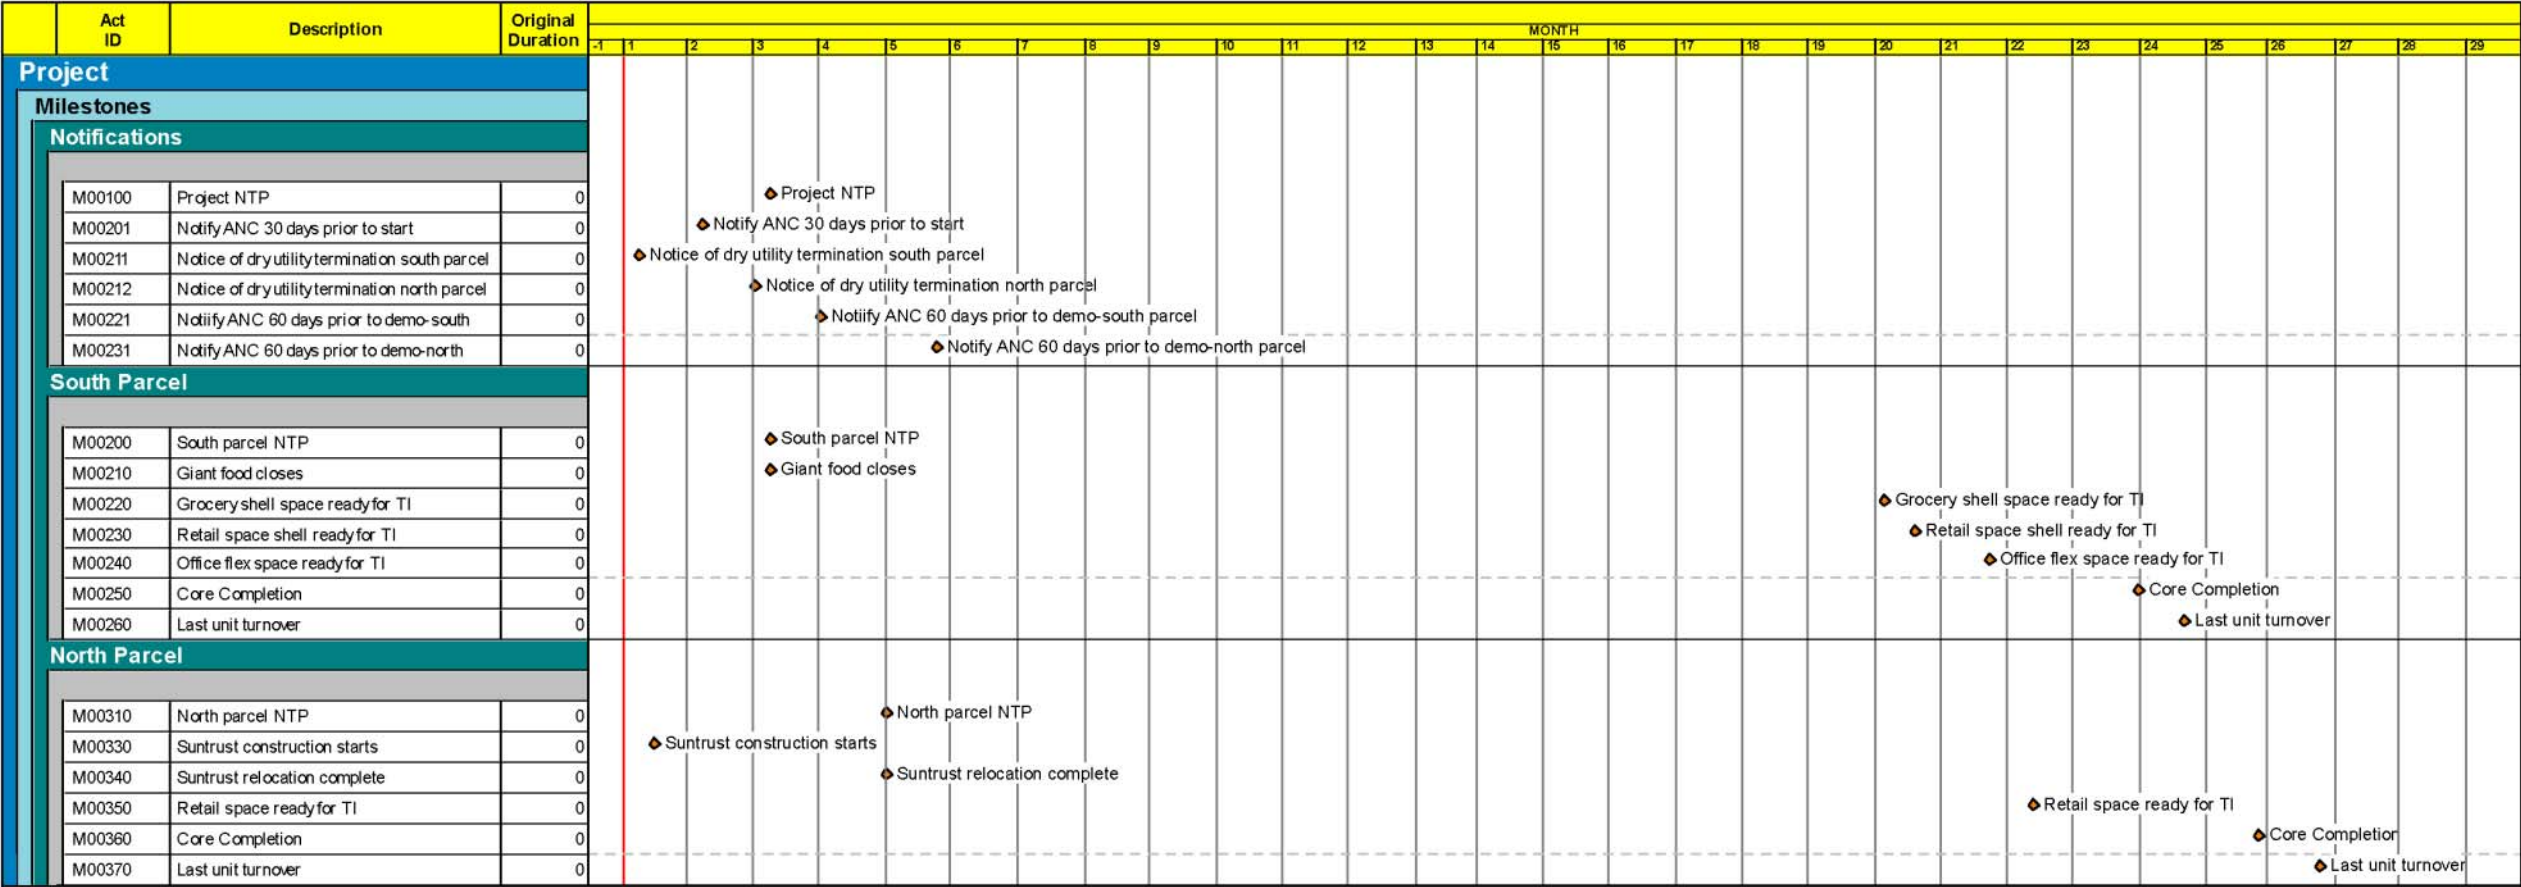 Act ID Description Original Duration
MONTH
-1 1 2 3 4 5 6 7 8 9 10 11 12 13 14 15 16 17 18 19 20 21 22 23 24 25 26 27 28 29
Project
Milestones
Notifications
M00100 Project NTP 0 Project NTP
M00201 Notify ANC 30 days prior to start 0 Notify ANC 30 days prior to start
M00211 Notice of dry utility termination south parcel 0 Notice of dry utility termination south parcel
M00212 Notice of dry utility termination north parcel 0 Notice of dry utility termination north parcel
M00221 Notiify ANC 60 days prior to demo-south 0 Notiify ANC 60 days prior to demo-south parcel
M00231 Notify ANC 60 days prior to demo-north 0 Notify ANC 60 days prior to demo-north parcel
South Parcel
M00200 South parcel NTP 0 South parcel NTP
M00210 Giant food closes 0 Giant food closes
M00220 Grocery shell space ready for TI 0 Grocery shell space ready for TI
M00230 Retail space shell ready for TI 0 Retail space shell ready for TI
M00240 Office flex space ready for TI 0 Office flex space ready for TI
M00250 Core Completion 0 Core Completion
M00260 Last unit turnover 0 Last unit turnover
North Parcel
M00310 North parcel NTP 0 North parcel NTP
M00330 Suntrust construction starts 0 Suntrust construction starts
M00340 Suntrust relocation complete 0 Suntrust relocation complete
M00350 Retail space ready for TI 0 Retail space ready for TI
M00360 Core Completion 0 Core Completion
M00370 Last unit turnover 0 Last unit turnover